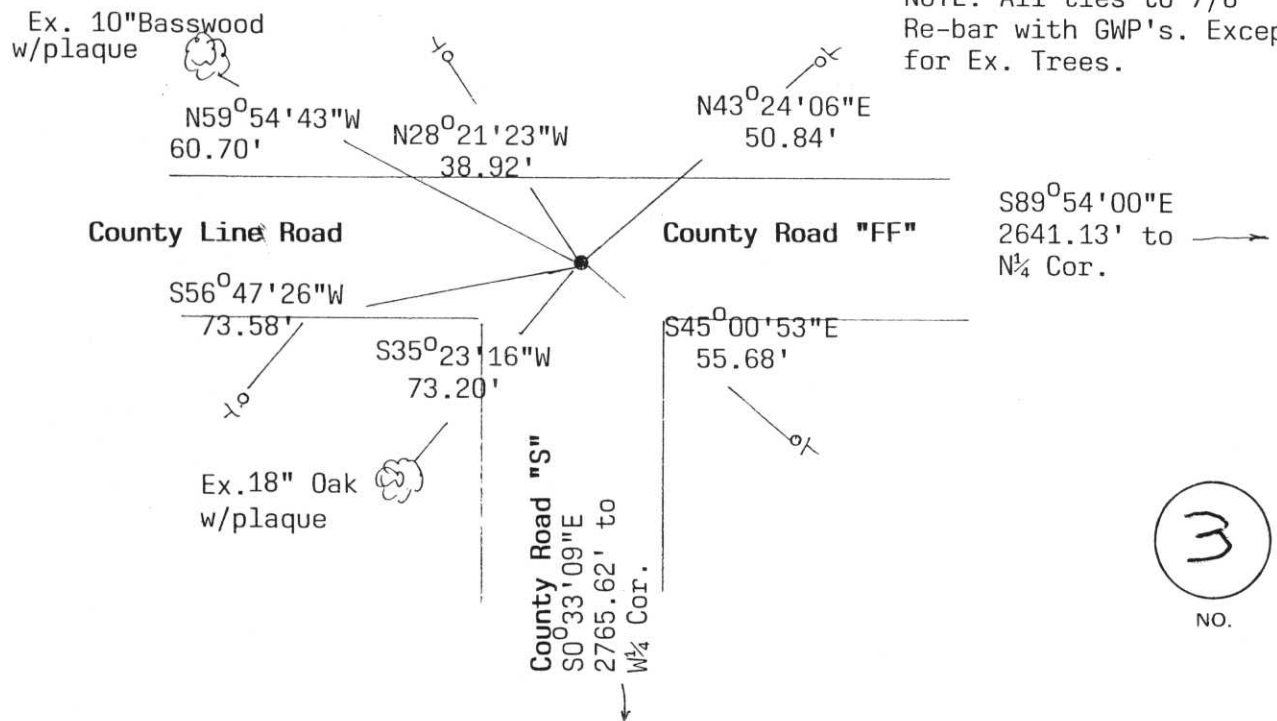 NOTE: All ties to 7/8"
Re-bar with GWP's. Excep
for Ex. Trees.
Ex. 10"Basswood
w/plaque
N59°54'43"W
60.70'
N28°21'23"W
38.92'
N43°24'06"E
50.84'
S89°54'00"E
2641.13' to
N¼ Cor.
County Line Road
County Road "FF"
S56°47'26"W
73.58'
S35°23'16"W
73.20'
S45°00'53"E
55.68'
Ex.18" Oak
w/plaque
County Road "S"
S0°33'09"E
2765.62' to
W¼ Cor.
3
NO.